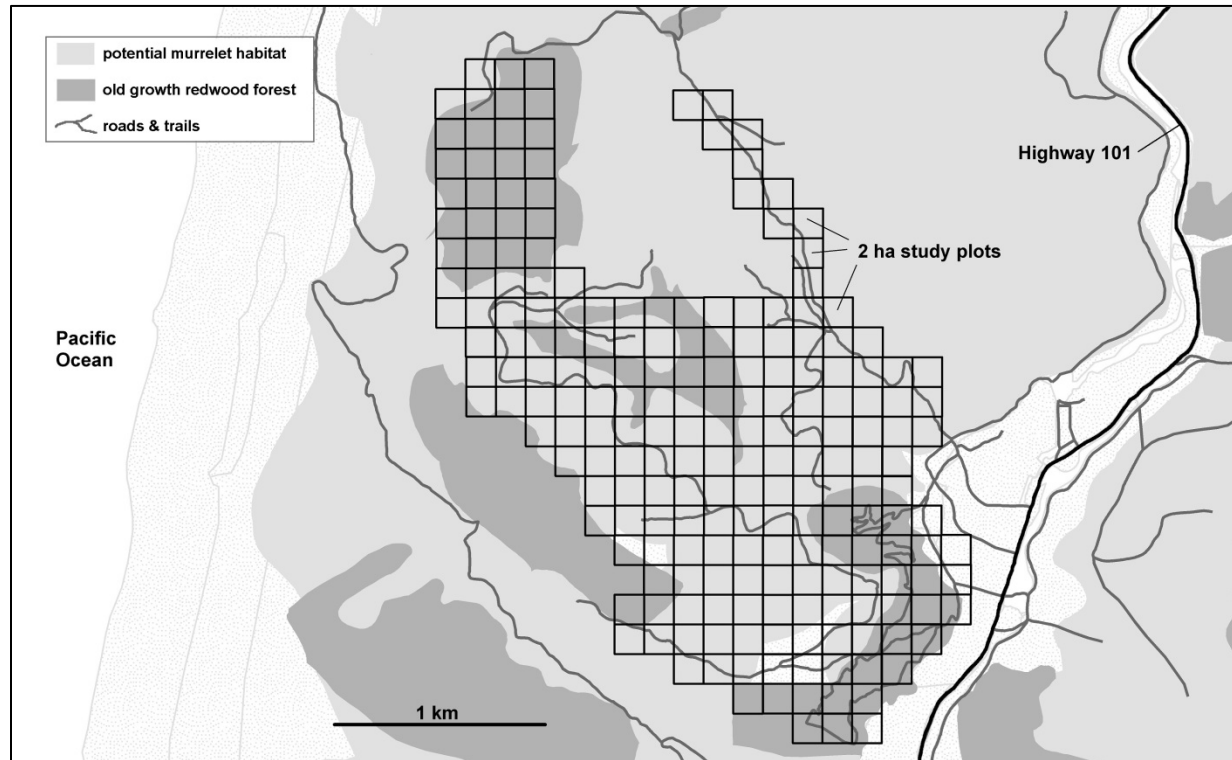 potential murrelet habitat
old growth redwood forest
roads & trails
Highway 101
2 ha study plots
Pacific
Ocean
1 km